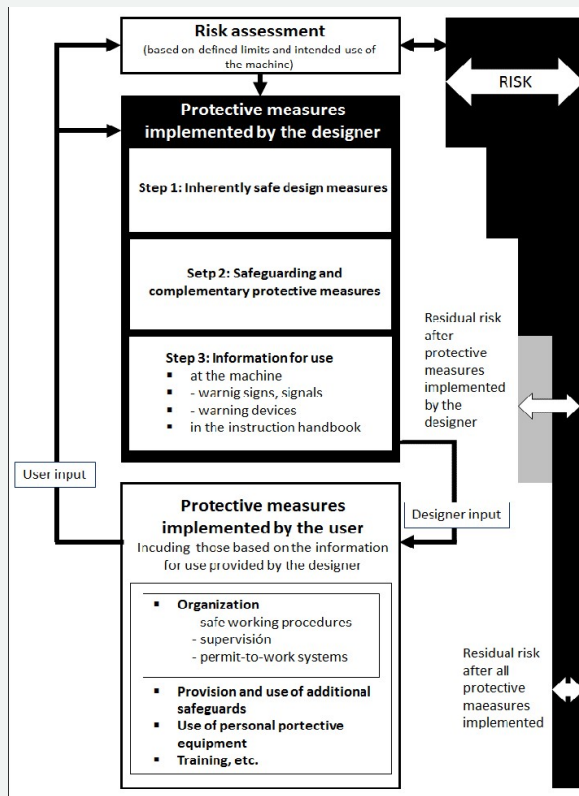 Risk assessment
(based on defined limits and intended use of
the machine)
RISK
Protective measures
implemented by the designer
Step 1: Inherently safe design measures
Setp 2: Safeguarding and
complementary protective measures
Step 3: Information for use
▪ at the machine
▪ - warnig signs, signals
▪ - warning devices
▪ in the instruction handbook
Residual risk
after
protective
measures
implemented
by the
designer
User input
Designer input
Protective measures
implemented by the user
Incuding those based on the information
for use provided by the designer
▪ Organization
safe working procedures
- supervisión
- permit-to-work systems
▪ Provision and use of additional
safeguards
▪ Use of personal portective
equipment
▪ Training, etc.
Residual risk
after all
protective
maeasures
implemented